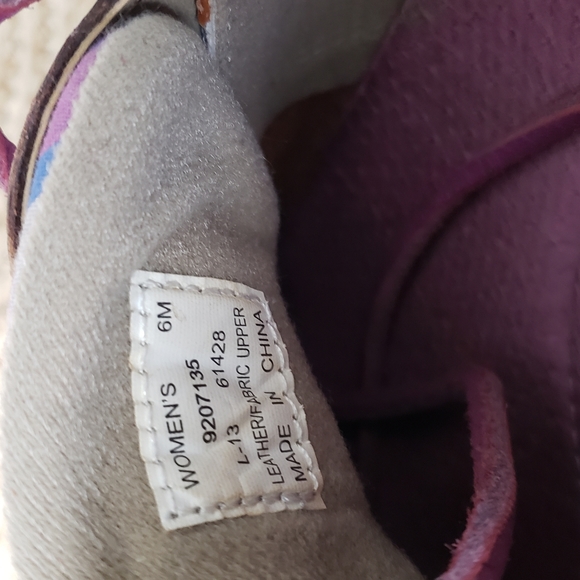 WOMEN'S 6M
9207135
61428
L-13
LEATHER/FABRIC UPPER
MADE IN CHINA